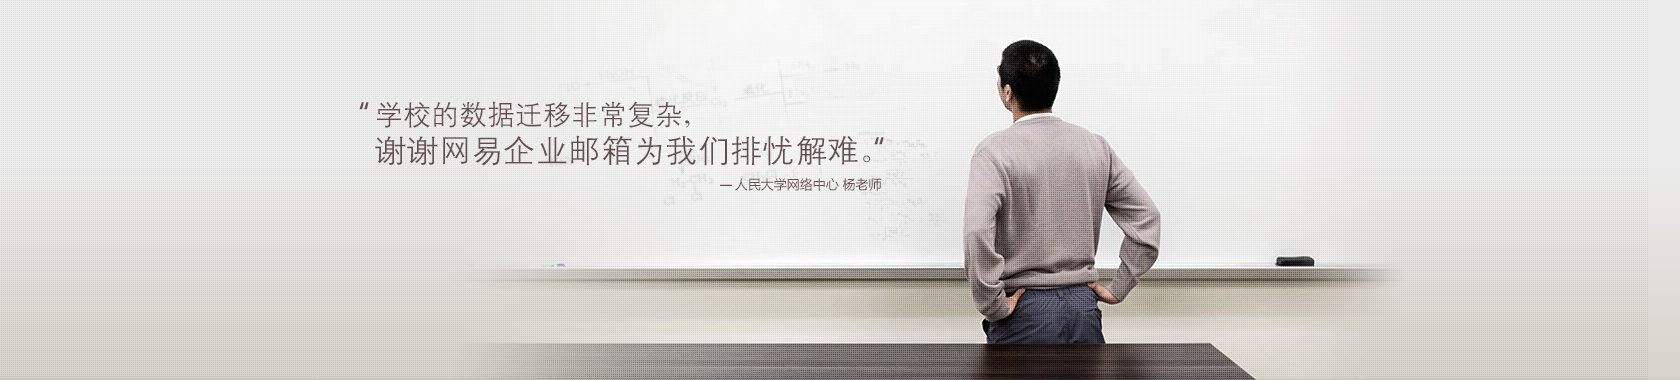 “学校的数据迁移非常复杂，
谢谢网易企业邮箱为我们排忧解难。”
— 人民大学网络中心 杨老师